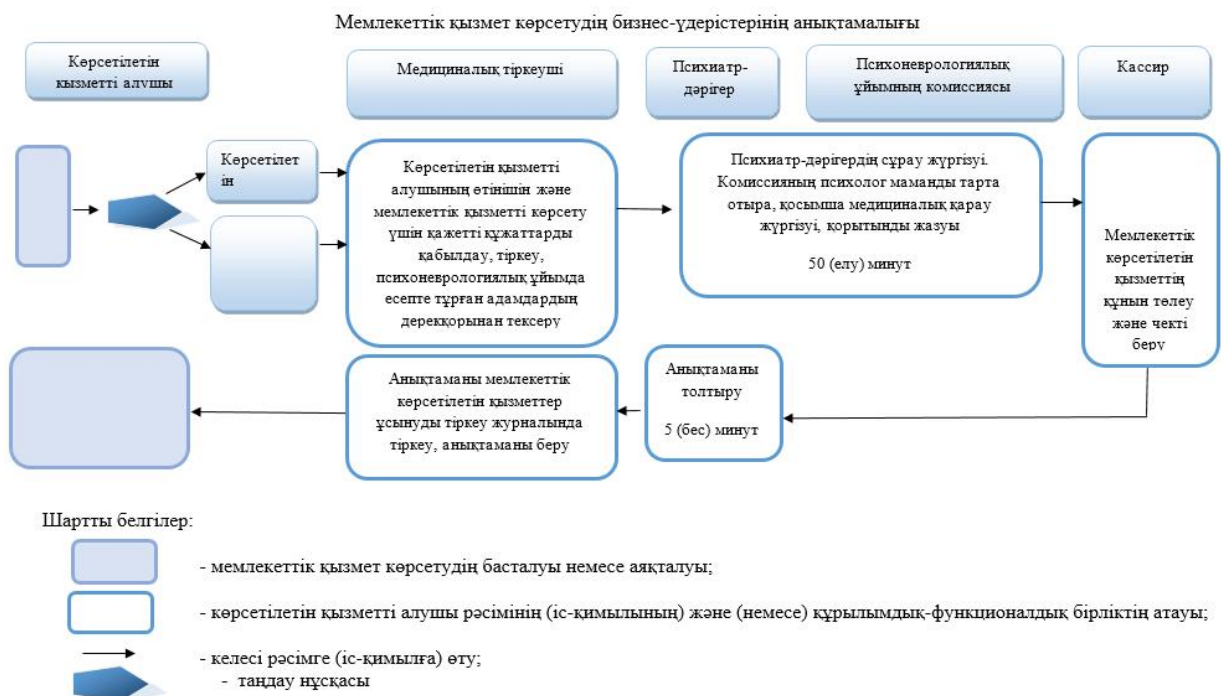 Мемлекеттік қызмет көрсетудің бизнес-үдерістерінің анықтамалығы
Көрсетілетін
қызметті алушы
Медициналық тіркеуші
Психиатр-
дәрігер
Психоневрологиялық
ұйымның комиссиясы
Кассир
Көрсетілет
ін
Көрсетілетін қызметті
алушының өтінішін және
мемлекеттік қызметті көрсету
үшін қажетті құжаттарды
қабылдау, тіркеу,
психоневрологиялық ұйымда
есепте тұрған адамдардың
дерекқорынан тексеру
Психиатр-дәрігердің сұрау жүргізуі.
Комиссияның психолог маманды тарта
отыра, қосымша медициналық қарау
жүргізуі, қорытынды жазуы
50 (елу) минут
Мемлекеттік
көрсетілетін
қызметтің
құнын төлеу
және чекті
беру
Анықтаманы мемлекеттік
көрсетілетін қызметтер
ұсынуды тіркеу журналында
тіркеу, анықтаманы беру
Анықтаманы
толтыру
5 (бес) минут
Шартты белгілер:
- мемлекеттік қызмет көрсетудің басталуы немесе аяқталуы;
- көрсетілетін қызметті алушы рәсімінің (іс-қимылының) және (немесе) құрылымдық-функционалдық бірліктің атауы;
- келесі рәсімге (іс-қимылға) өту;
- таңдау нұсқасы